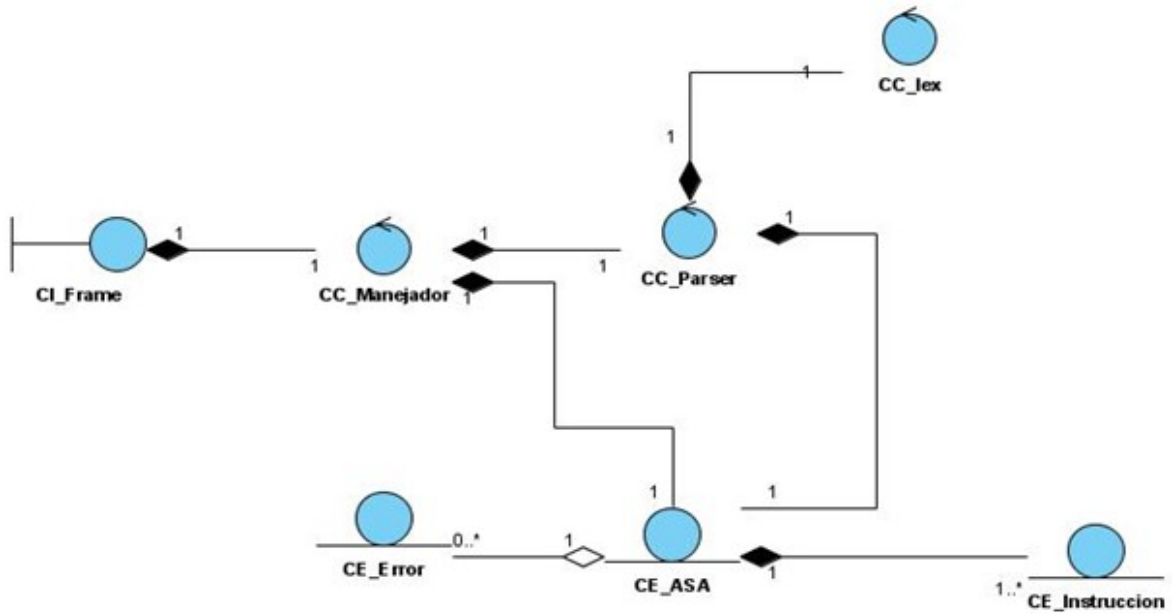 CC_lex
1
1
1
1
1
1
1
CI_Frame
1
CC_Manejador
1
CC_Parser
1
1
1
0..*
1
CE_Error
CE_ASA
1
1..*
CE_Instruccion